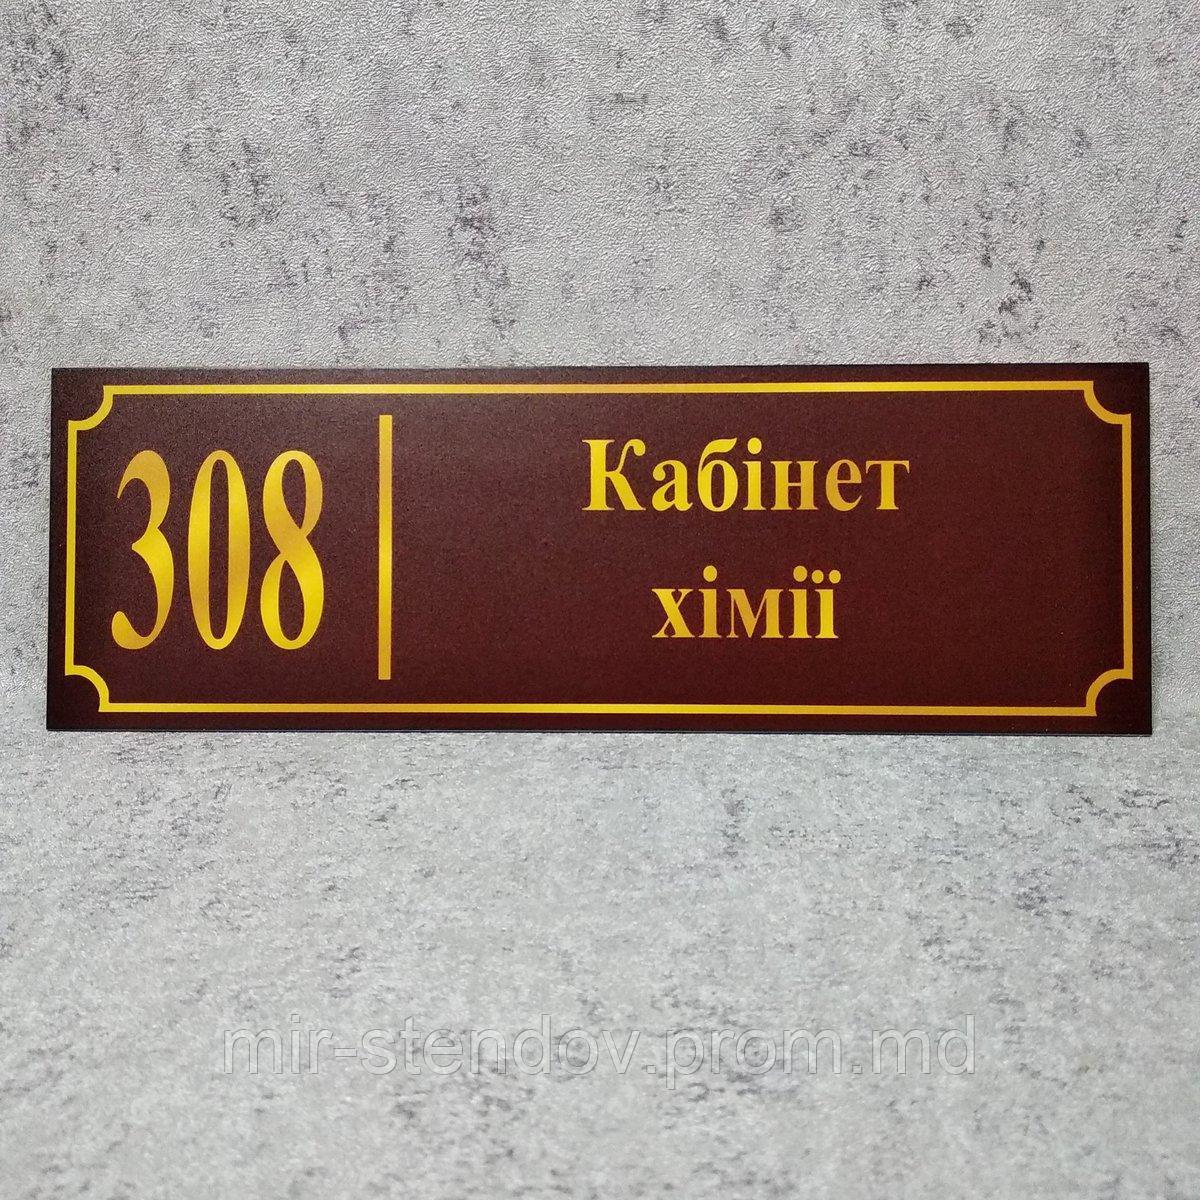 308
Кабінет
хімії
mir-stendov.prom.md